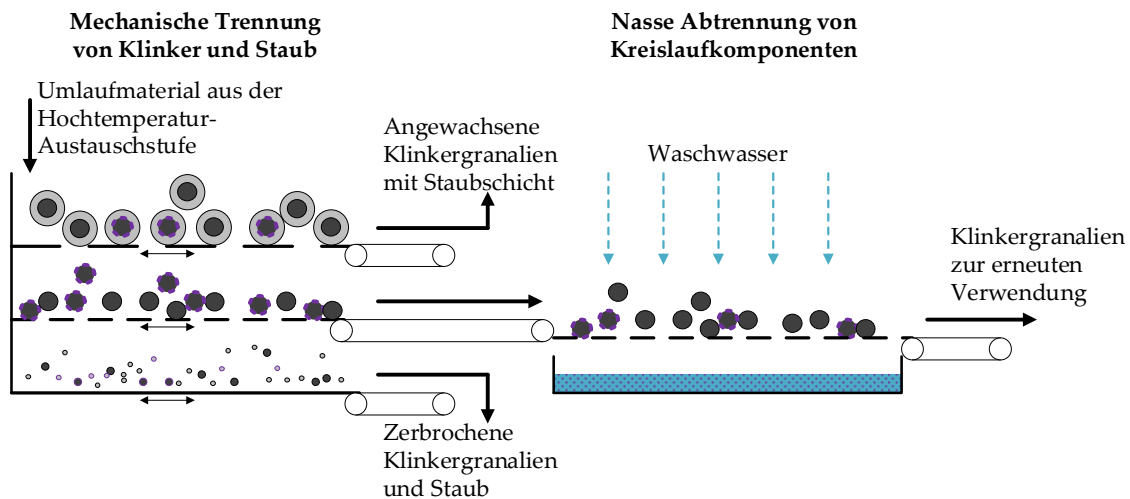 Mechanische Trennung
von Klinker und Staub
Nasse Abtrennung von
Kreislaufkomponenten
Umlaufmaterial aus der
Hochtemperatur-
Austauschstufe
Angewachsene
Klinkergranalien
mit Staubschicht
Waschwasser
Klinkergranalien
zur erneuten
Verwendung
Zerbrochene
Klinkergranalien
und Staub